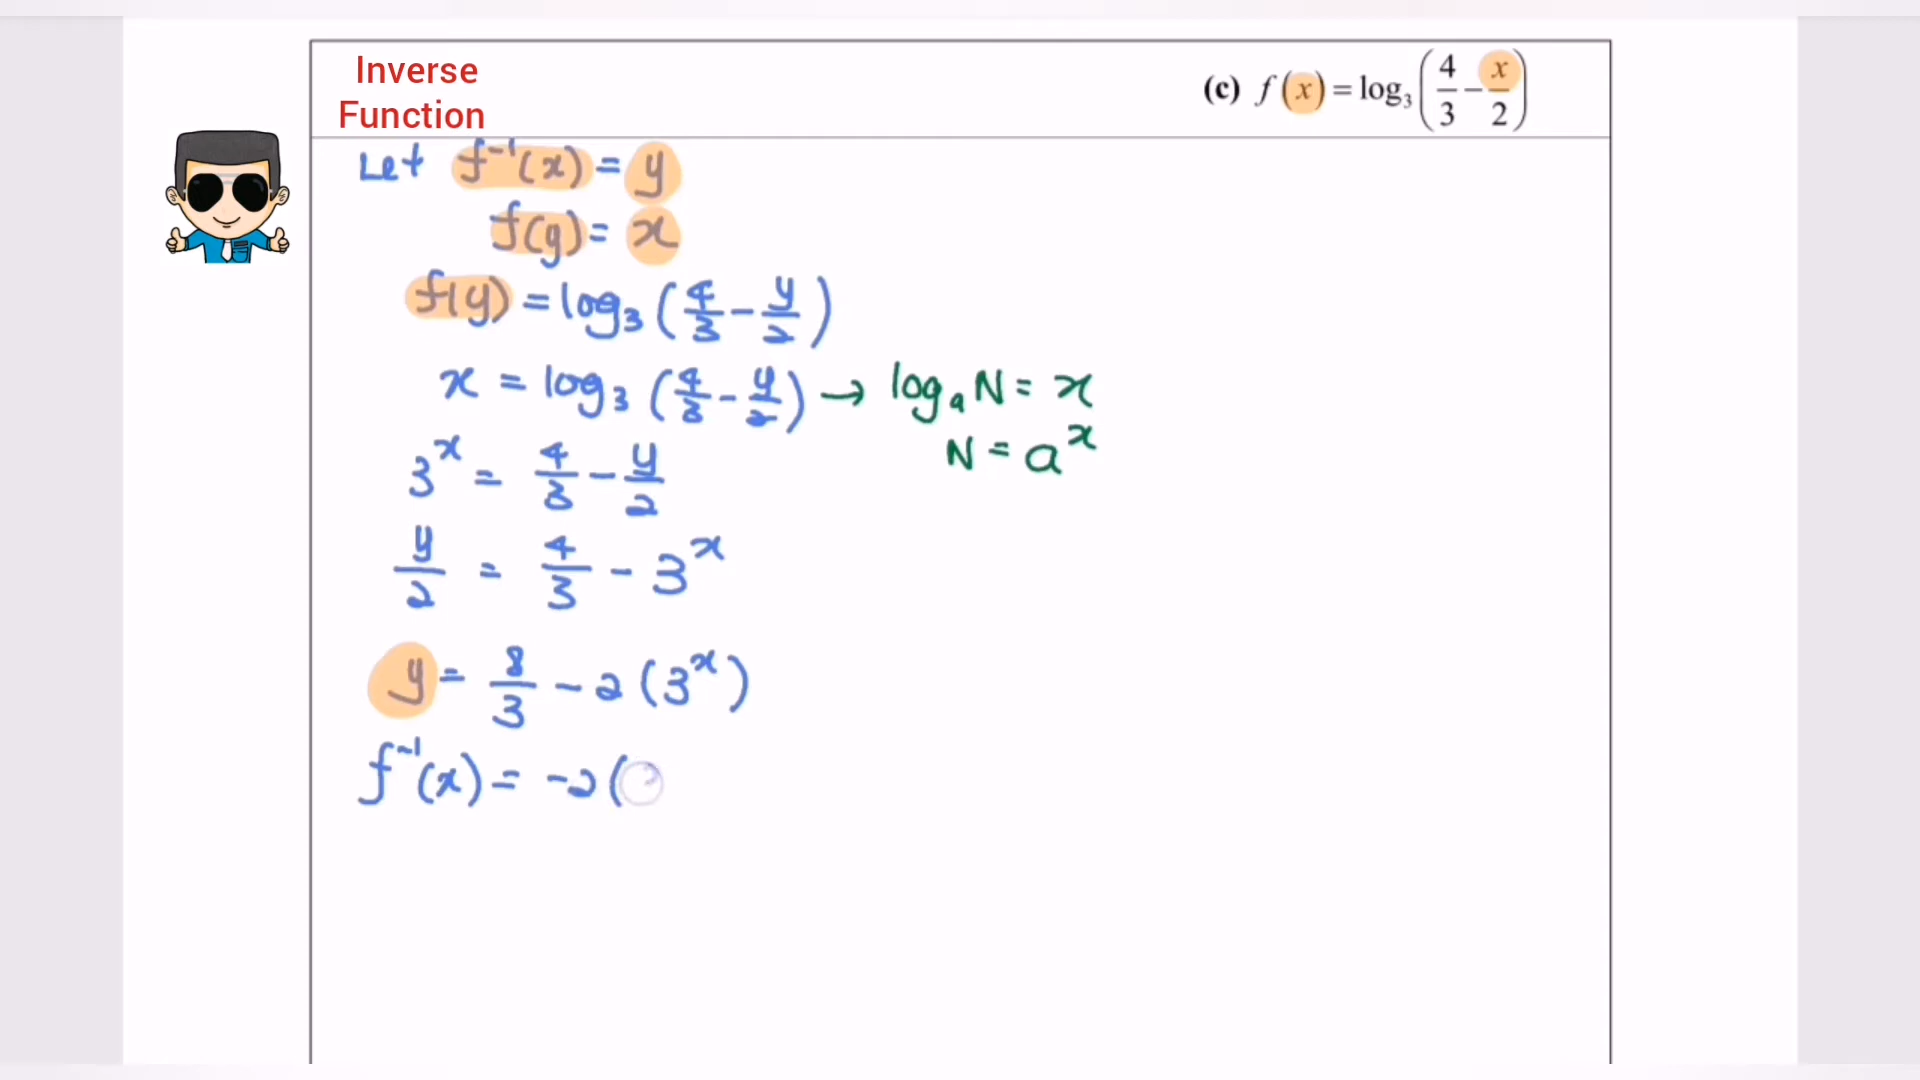 Inverse
Function
(c) f(x) = log₃(4/3 − x/2)
Let f⁻¹(x) = y
f(y) = x
f(y) = log₃(4/3 − y/2)
x = log₃(4/3 − y/2) → logₐ N = x
N = aˣ
3ˣ = 4/3 − y/2
y/2 = 4/3 − 3ˣ
y = 8/3 − 2(3ˣ)
f⁻¹(x) = −2(